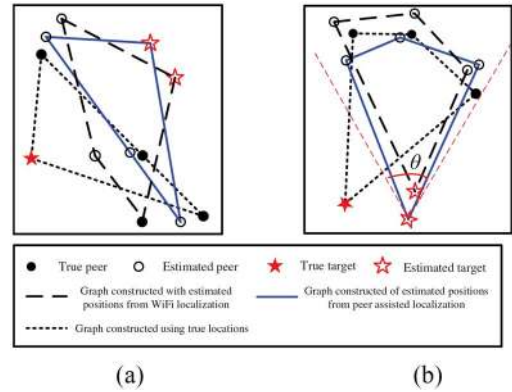 (a)
(b)
θ
True peer
Estimated peer
True target
Estimated target
Graph constructed with estimated
positions from WiFi localization
Graph constructed of estimated positions
from peer assisted localization
Graph constructed using true locations
(a)
(b)